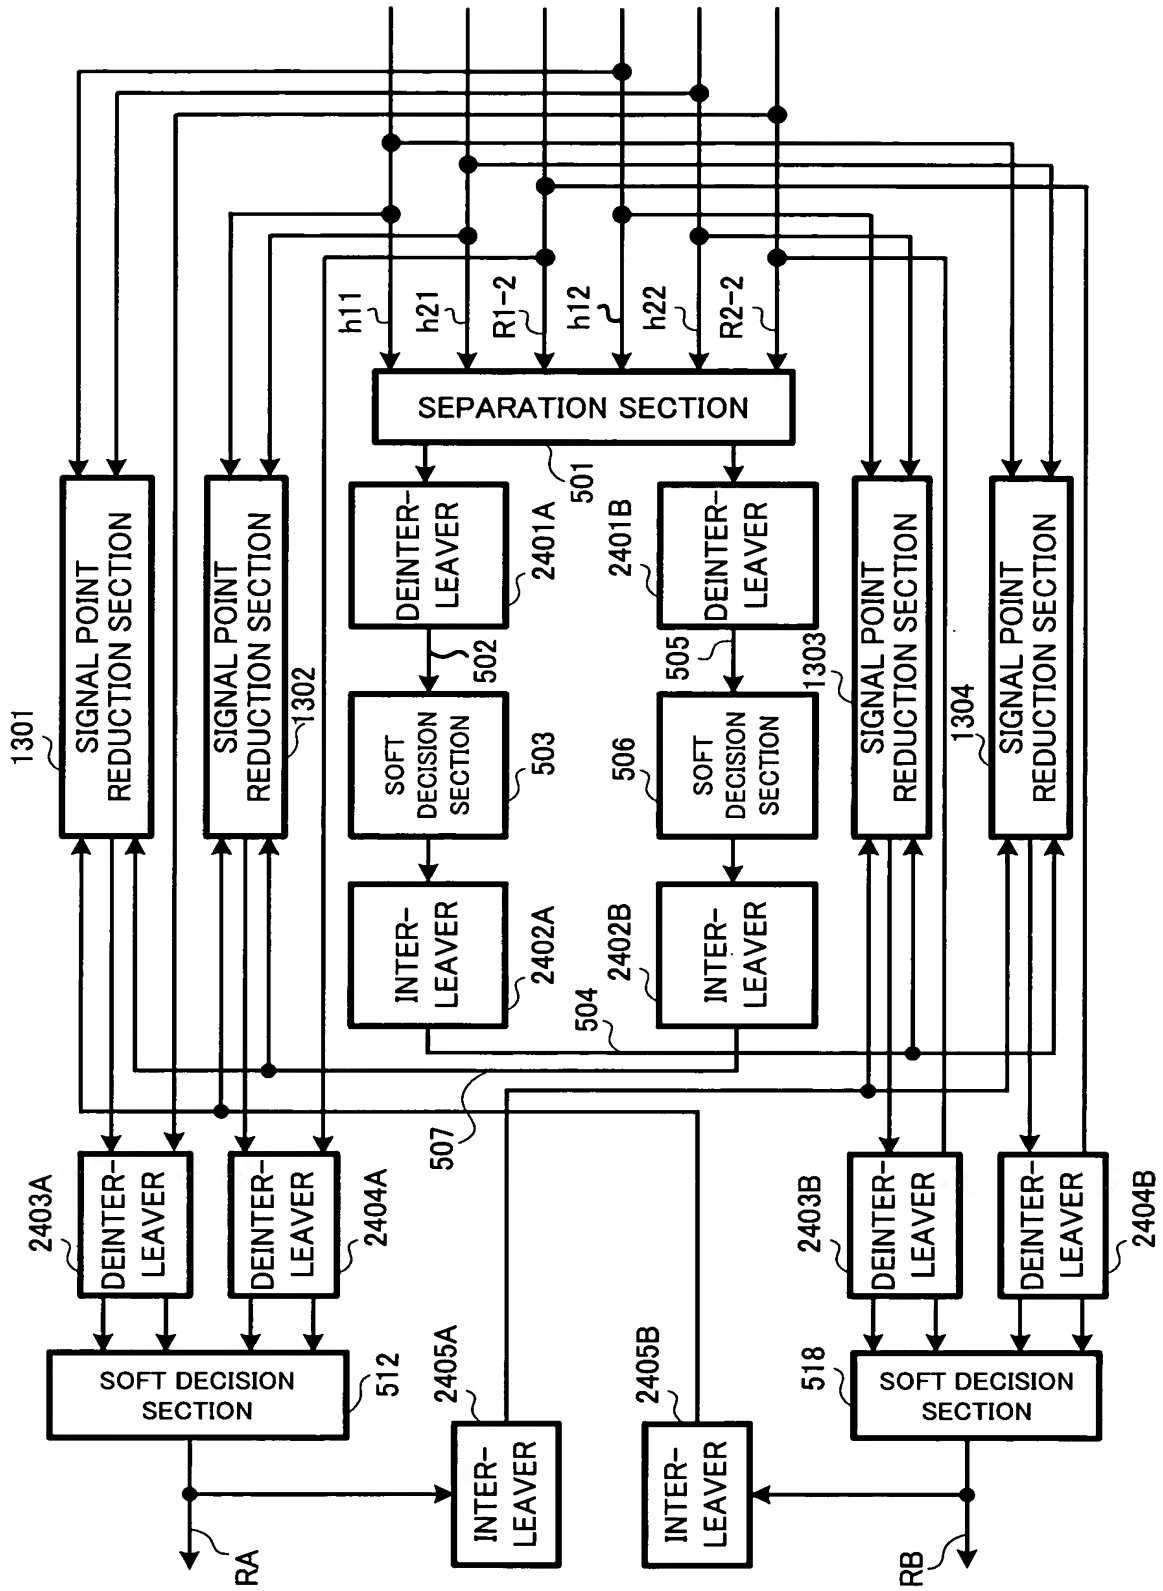 h11
h21
R1-2
h12
h22
R2-2
SEPARATION SECTION
501
1301
SIGNAL POINT
REDUCTION SECTION
SIGNAL POINT
REDUCTION SECTION
1302
DEINTER-
LEAVER
2401A
DEINTER-
LEAVER
2401B
502
505
SOFT
DECISION
SECTION
503
SOFT
DECISION
SECTION
506
1303
SIGNAL POINT
REDUCTION SECTION
1304
SIGNAL POINT
REDUCTION SECTION
INTER-
LEAVER
2402A
INTER-
LEAVER
2402B
504
507
2403A
DEINTER-
LEAVER
DEINTER-
LEAVER
2404A
2403B
DEINTER-
LEAVER
DEINTER-
LEAVER
2404B
SOFT DECISION
SECTION
512
2405A
INTER-
LEAVER
2405B
INTER-
LEAVER
518
SOFT DECISION
SECTION
RA
RB